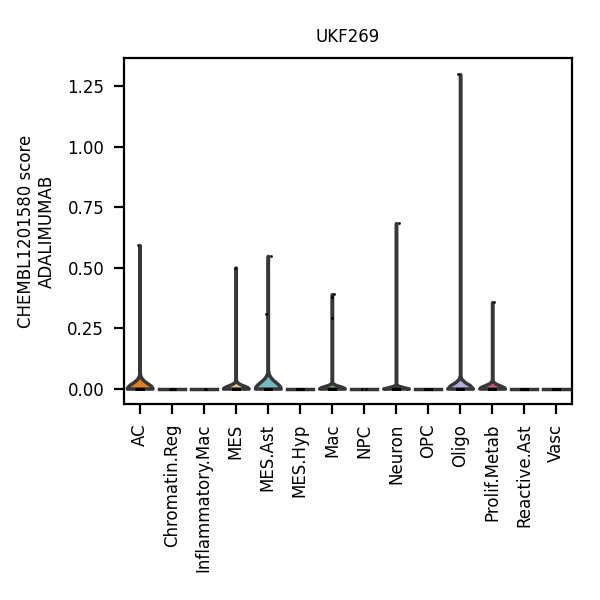 UKF269
CHEMBL1201580 score
ADALIMUMAB
1.25
1.00
0.75
0.50
0.25
0.00
AC
Chromatin.Reg
Inflammatory.Mac
MES
MES.Ast
MES.Hyp
Mac
NPC
Neuron
OPC
Oligo
Prolif.Metab
Reactive.Ast
Vasc